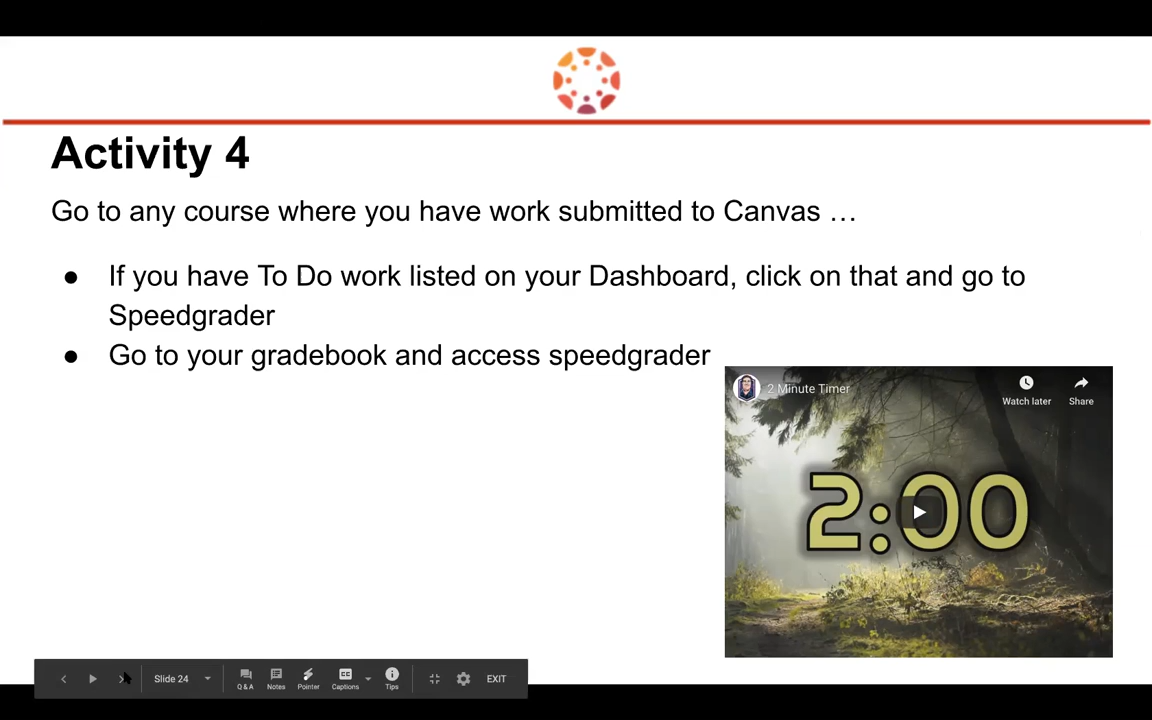 Activity 4
Go to any course where you have work submitted to Canvas …
● If you have To Do work listed on your Dashboard, click on that and go to
Speedgrader
● Go to your gradebook and access speedgrader
2 Minute Timer
Watch later
Share
2:00
Slide 24
Q & A
Notes
Pointer
CC
Captions
Tips
EXIT